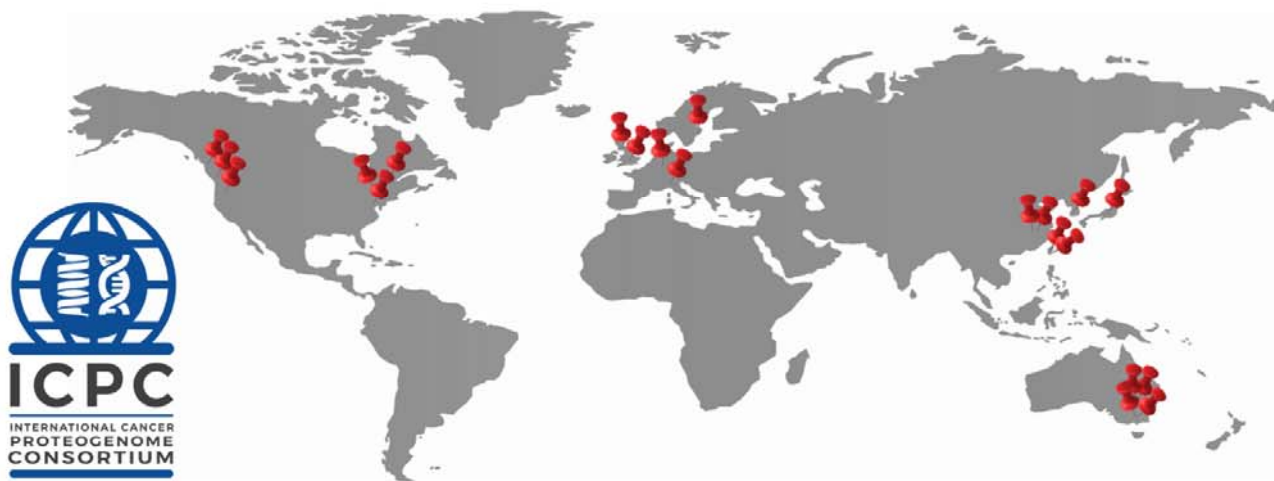 ICPC
INTERNATIONAL CANCER
PROTEOGENOME
CONSORTIUM